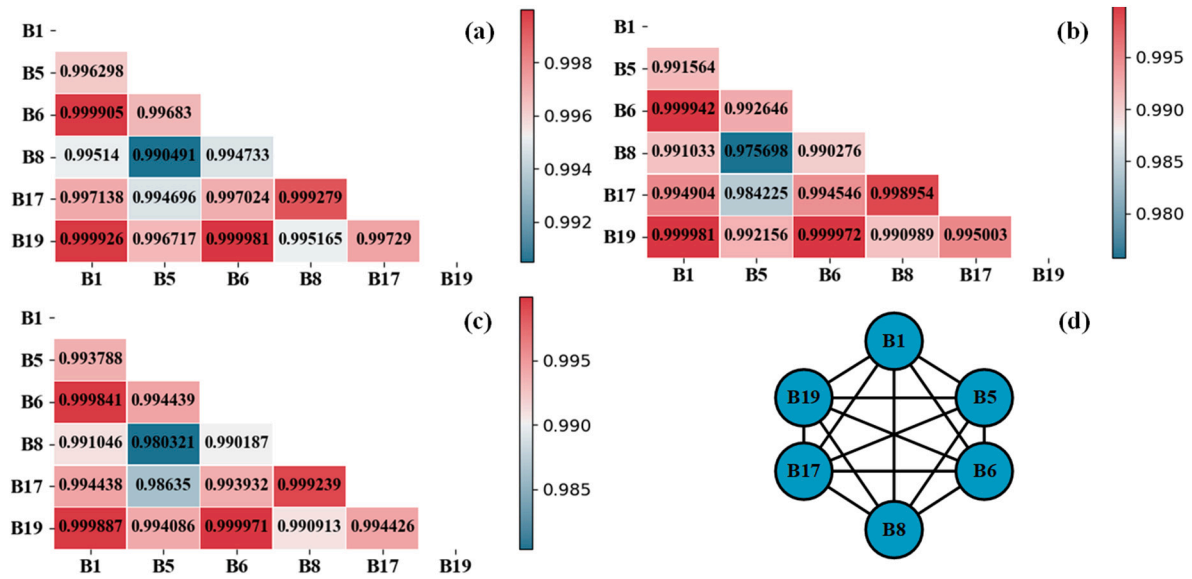 B1
(a)
B5 0.996298
0.998
B6 0.999905 0.99683
0.996
B8 0.99514 0.990491 0.994733
0.994
B17 0.997138 0.994696 0.997024 0.999279
0.992
B19 0.999926 0.996717 0.999981 0.995165 0.99729
B1 B5 B6 B8 B17 B19
B1
(b)
B5 0.991564
0.995
B6 0.999942 0.992646
0.990
B8 0.991033 0.975698 0.990276
0.985
B17 0.994904 0.984225 0.994546 0.998954
0.980
B19 0.999981 0.992156 0.999972 0.990989 0.995003
B1 B5 B6 B8 B17 B19
B1
(c)
B5 0.993788
0.995
B6 0.999841 0.994439
0.990
B8 0.991046 0.980321 0.990187
B17 0.994438 0.98635 0.993932 0.999239
0.985
B19 0.999887 0.994086 0.999971 0.990913 0.994426
B1 B5 B6 B8 B17 B19
(d)
B1
B19 B5
B17 B6
B8